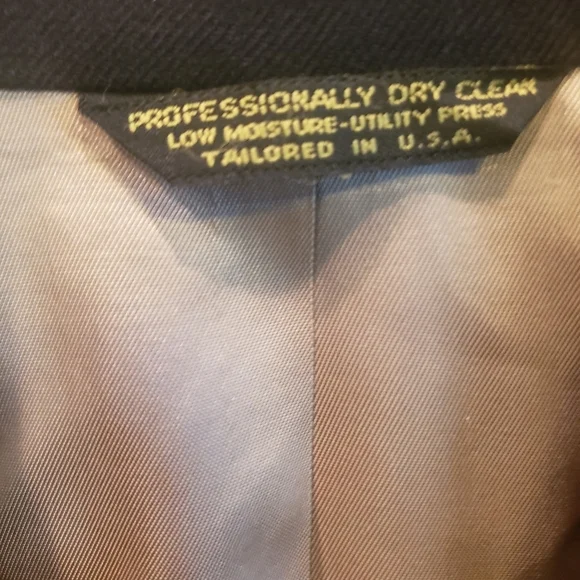 PROFESSIONALLY DRY CLEAN
LOW MOISTURE-UTILITY PRESS
TAILORED IN U.S.A.